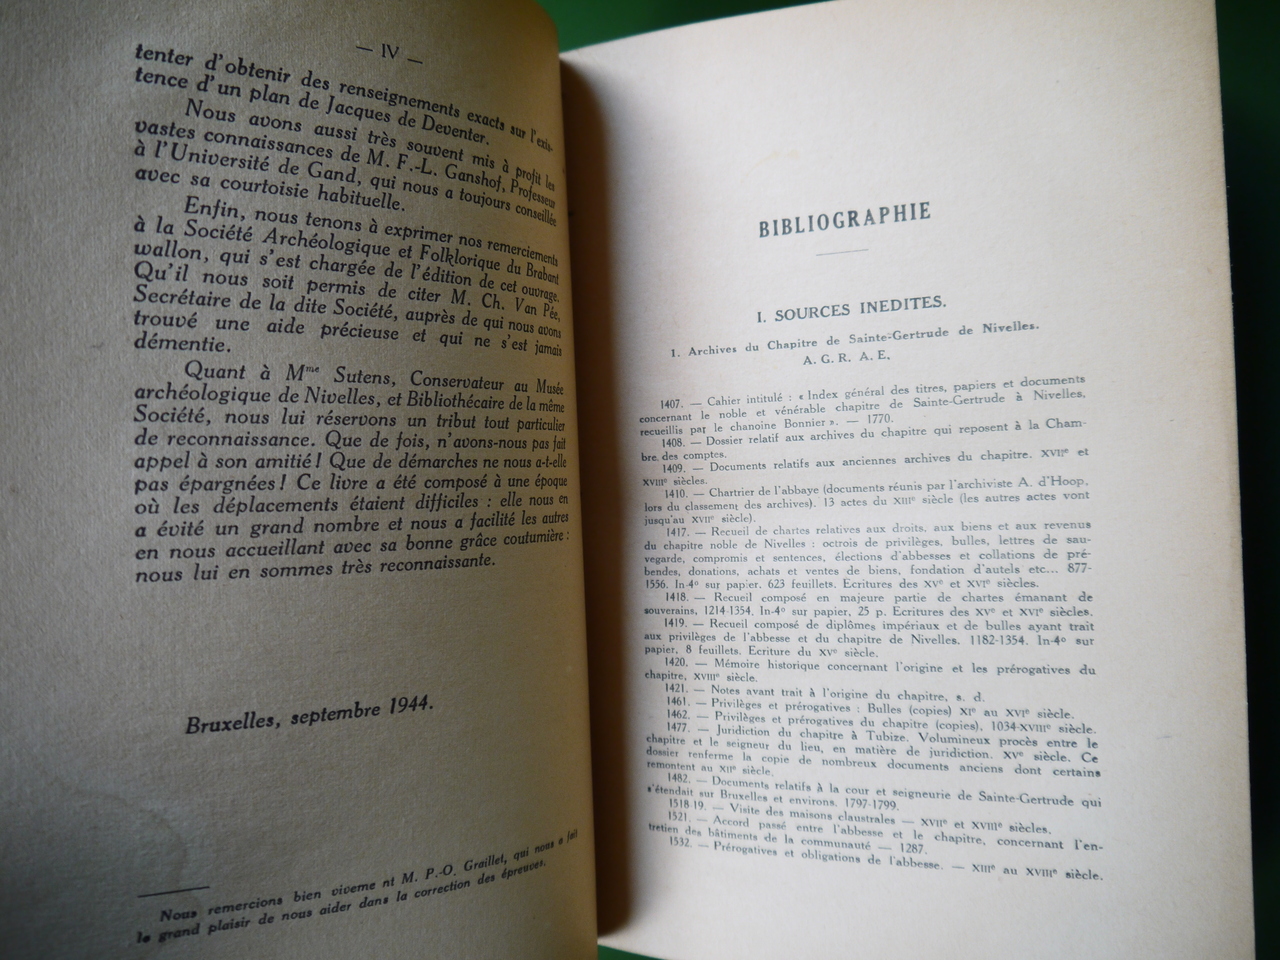 — IV —
tenter d'obtenir des renseignements exacts sur l'exis-
tence d'un plan de Jacques de Deventer.
Nous avons aussi très souvent mis à profit les
vastes connaissances de M. F.-L. Ganshof, Professeur
à l'Université de Gand, qui nous a toujours conseillée
avec sa courtoisie habituelle.
Enfin, nous tenons à exprimer nos remerciements
à la Société Archéologique et Folklorique du Brabant
wallon, qui s'est chargée de l'édition de cet ouvrage.
Qu'il nous soit permis de citer M. Ch. Van Pée,
Secrétaire de la dite Société, auprès de qui nous avons
trouvé une aide précieuse et qui ne s'est jamais
démentie.
Quant à Mme Sutens, Conservateur au Musée
archéologique de Nivelles, et Bibliothécaire de la même
Société, nous lui réservons un tribut tout particulier
de reconnaissance. Que de fois, n'avons-nous pas fait
appel à son amitié! Que de démarches ne nous a-t-elle
pas épargnées! Ce livre a été composé à une époque
où les déplacements étaient difficiles : elle nous en
a évité un grand nombre et nous a facilité les autres
en nous accueillant avec sa bonne grâce coutumière :
nous lui en sommes très reconnaissante.
Bruxelles, septembre 1944.
Nous remercions bien viveme nt M. P.-O. Graillet, qui nous a fait
le grand plaisir de nous aider dans la correction des épreuves.
BIBLIOGRAPHIE
I. SOURCES INEDITES.
1. Archives du Chapitre de Sainte-Gertrude de Nivelles.
A. G. R. A. E.
1407. — Cahier intitulé : « Index général des titres, papiers et documents
concernant le noble et vénérable chapitre de Sainte-Gertrude à Nivelles,
recueillis par le chanoine Bonnier ». — 1770.
1408. — Dossier relatif aux archives du chapitre qui reposent à la Cham-
bre des comptes.
1409. — Documents relatifs aux anciennes archives du chapitre. XVIIe et
XVIIIe siècles.
1410. — Chartrier de l'abbaye (documents réunis par l'archiviste A. d'Hoop,
lors du classement des archives). 13 actes du XIIIe siècle (les autres actes vont
jusqu'au XVIIe siècle).
1417. — Recueil de chartes relatives aux droits, aux biens et aux revenus
du chapitre noble de Nivelles : octrois de privilèges, bulles, lettres de sau-
vegarde, compromis et sentences, élections d'abbesses et collations de pré-
bendes, donations, achats et ventes de biens, fondation d'autels etc... 877-
1556. In-4o sur papier. 623 feuillets. Ecritures des XVe et XVIe siècles.
1418. — Recueil composé en majeure partie de chartes émanant de
souverains, 1214-1354. In-4o sur papier, 25 p. Ecritures des XVe et XVIe siècles.
1419. — Recueil composé de diplômes impériaux et de bulles ayant trait
aux privilèges de l'abbesse et du chapitre de Nivelles. 1182-1354. In-4o sur
papier, 8 feuillets. Ecriture du XVe siècle.
1420. — Mémoire historique concernant l'origine et les prérogatives du
chapitre, XVIIIe siècle.
1421. — Notes ayant trait à l'origine du chapitre, s. d.
1461. — Privilèges et prérogatives : Bulles (copies) XIe au XVIe siècle.
1462. — Privilèges et prérogatives du chapitre (copies), 1034-XVIIIe siècle.
1477. — Juridiction du chapitre à Tubize. Volumineux procès entre le
chapitre et le seigneur du lieu, en matière de juridiction. XVe siècle. Ce
dossier renferme la copie de nombreux documents anciens dont certains
remontent au XIIe siècle.
1482. — Documents relatifs à la cour et seigneurie de Sainte-Gertrude qui
s'étendait sur Bruxelles et environs. 1797-1799.
1518-19. — Visite des maisons claustrales — XVIIe et XVIIIe siècles.
1521. — Accord passé entre l'abbesse et le chapitre, concernant l'en-
tretien des bâtiments de la communauté — 1287.
1532. — Prérogatives et obligations de l'abbesse. — XIIIe au XVIIIe siècle.